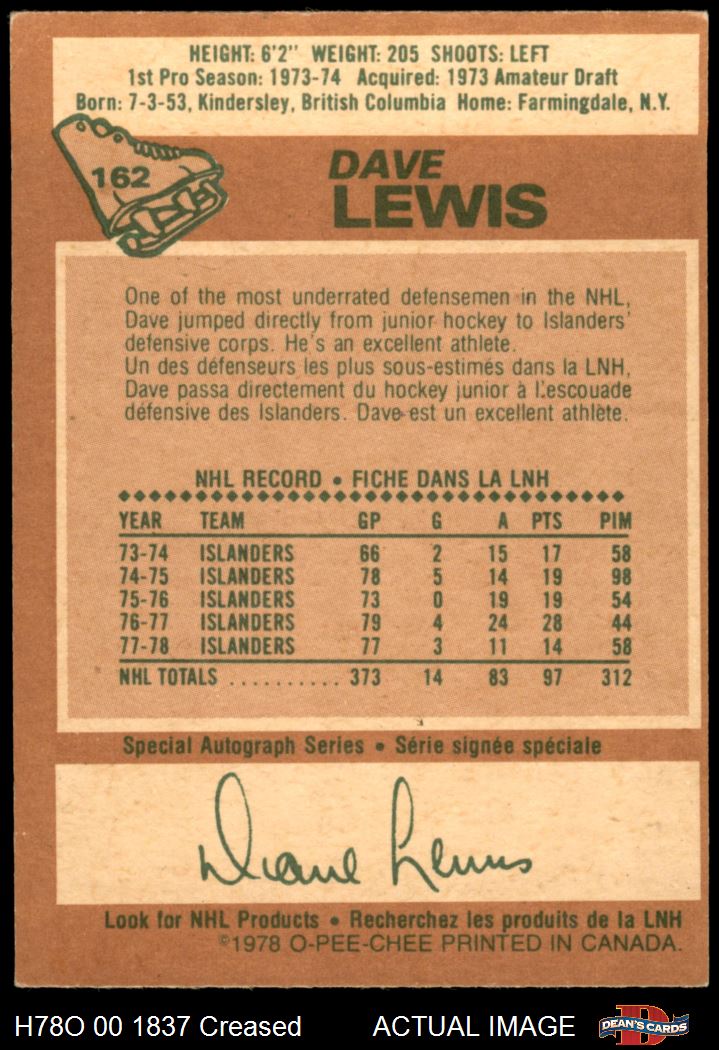 HEIGHT: 6'2" WEIGHT: 205 SHOOTS: LEFT
1st Pro Season: 1973-74 Acquired: 1973 Amateur Draft
Born: 7-3-53, Kindersley, British Columbia Home: Farmingdale, N.Y.
162
DAVE
LEWIS
One of the most underrated defensemen in the NHL,
Dave jumped directly from junior hockey to Islanders'
defensive corps. He's an excellent athlete.
Un des défenseurs les plus sous-estimés dans la LNH,
Dave passa directement du hockey junior à L'escouade
défensive des Islanders. Dave est un excellent athlète.
NHL RECORD • FICHE DANS LA LNH
YEAR TEAM GP G A PTS PIM
73-74 ISLANDERS 66 2 15 17 58
74-75 ISLANDERS 78 5 14 19 98
75-76 ISLANDERS 73 0 19 19 54
76-77 ISLANDERS 79 4 24 28 44
77-78 ISLANDERS 77 3 11 14 58
NHL TOTALS .......... 373 14 83 97 312
Special Autograph Series • Série signée spéciale
Diane Lewis
Look for NHL Products • Recherchez les produits de la LNH
©1978 O-PEE-CHEE PRINTED IN CANADA.
H78O 00 1837 Creased ACTUAL IMAGE DEAN'S CARDS